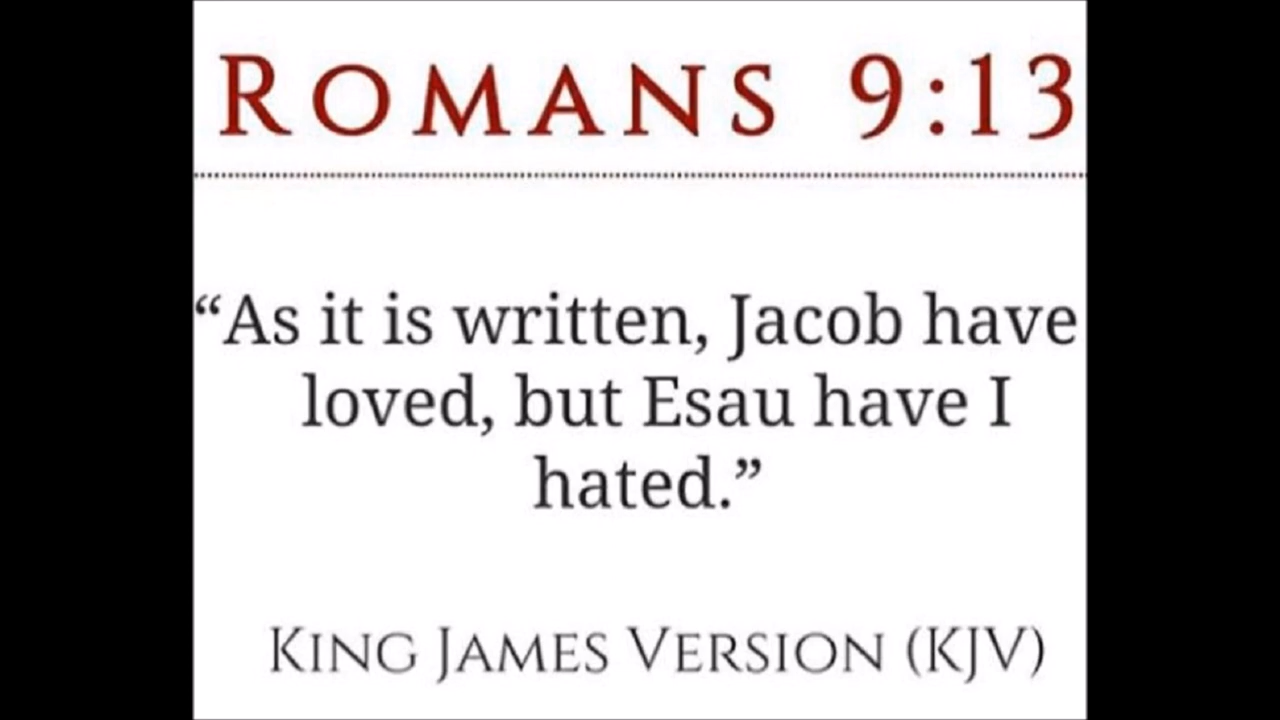 ROMANS 9:13
“As it is written, Jacob have
loved, but Esau have I
hated.”
KING JAMES VERSION (KJV)